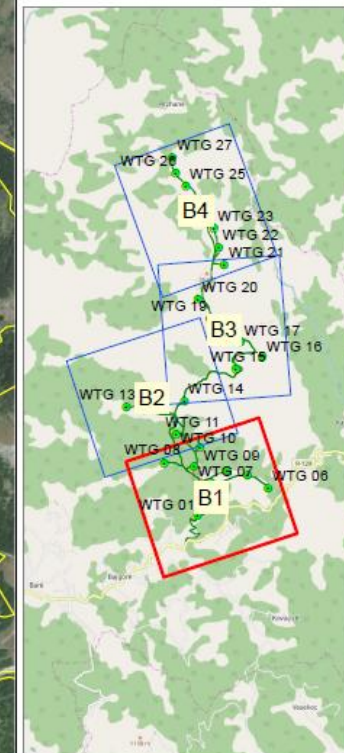 WTG 27
WTG 26
WTG 25
B4
WTG 23
WTG 22
WTG 21
WTG 20
WTG 19
B3
WTG 17
WTG 16
WTG 15
WTG 14
B2
WTG 13
WTG 11
WTG 10
WTG 08
WTG 09
WTG 07
WTG 06
WTG 01
B1